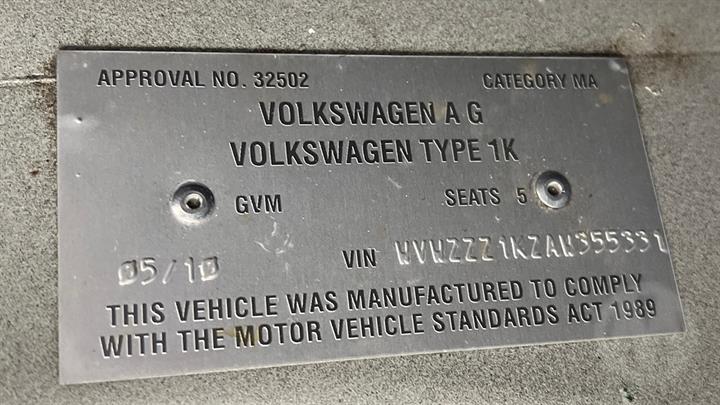 APPROVAL NO. 32502 CATEGORY MA
VOLKSWAGEN A G
VOLKSWAGEN TYPE 1K
GVM SEATS 5
05/10 VIN WVWZZZ1KZAW355331
THIS VEHICLE WAS MANUFACTURED TO COMPLY
WITH THE MOTOR VEHICLE STANDARDS ACT 1989